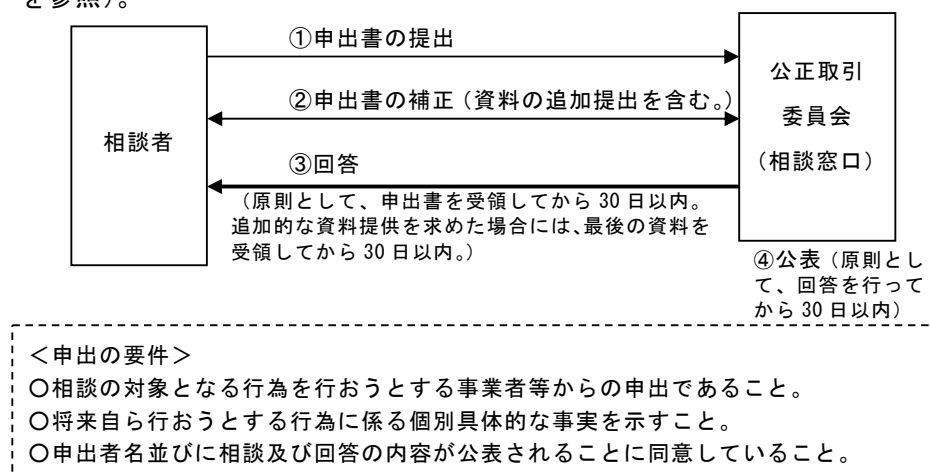 を参照）。
①申出書の提出
公正取引
委員会
（相談窓口）
相談者
②申出書の補正（資料の追加提出を含む。）
③回答
（原則として、申出書を受領してから 30 日以内。
追加的な資料提供を求めた場合には、最後の資料を
受領してから 30 日以内。）
④公表（原則とし
て、回答を行って
から 30 日以内）
＜申出の要件＞
○相談の対象となる行為を行おうとする事業者等からの申出であること。
○将来自ら行おうとする行為に係る個別具体的な事実を示すこと。
○申出者名並びに相談及び回答の内容が公表されることに同意していること。